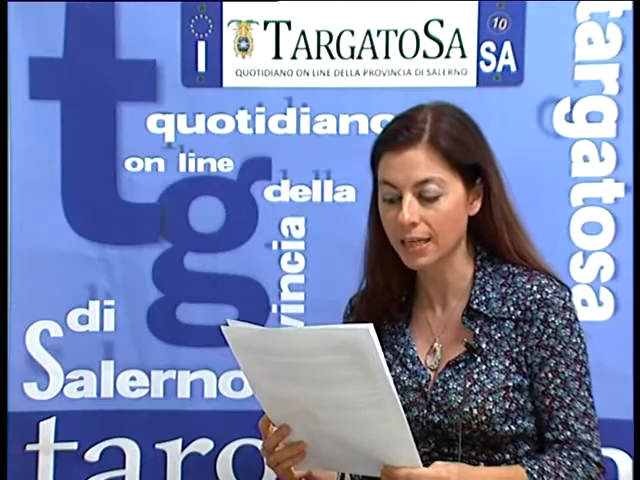 I
TARGATOSA
QUOTIDIANO ON LINE DELLA PROVINCIA DI SALERNO
10
SA
targatosa
quotidiano
on line
della
tg
vincia
di
Salerno
targ